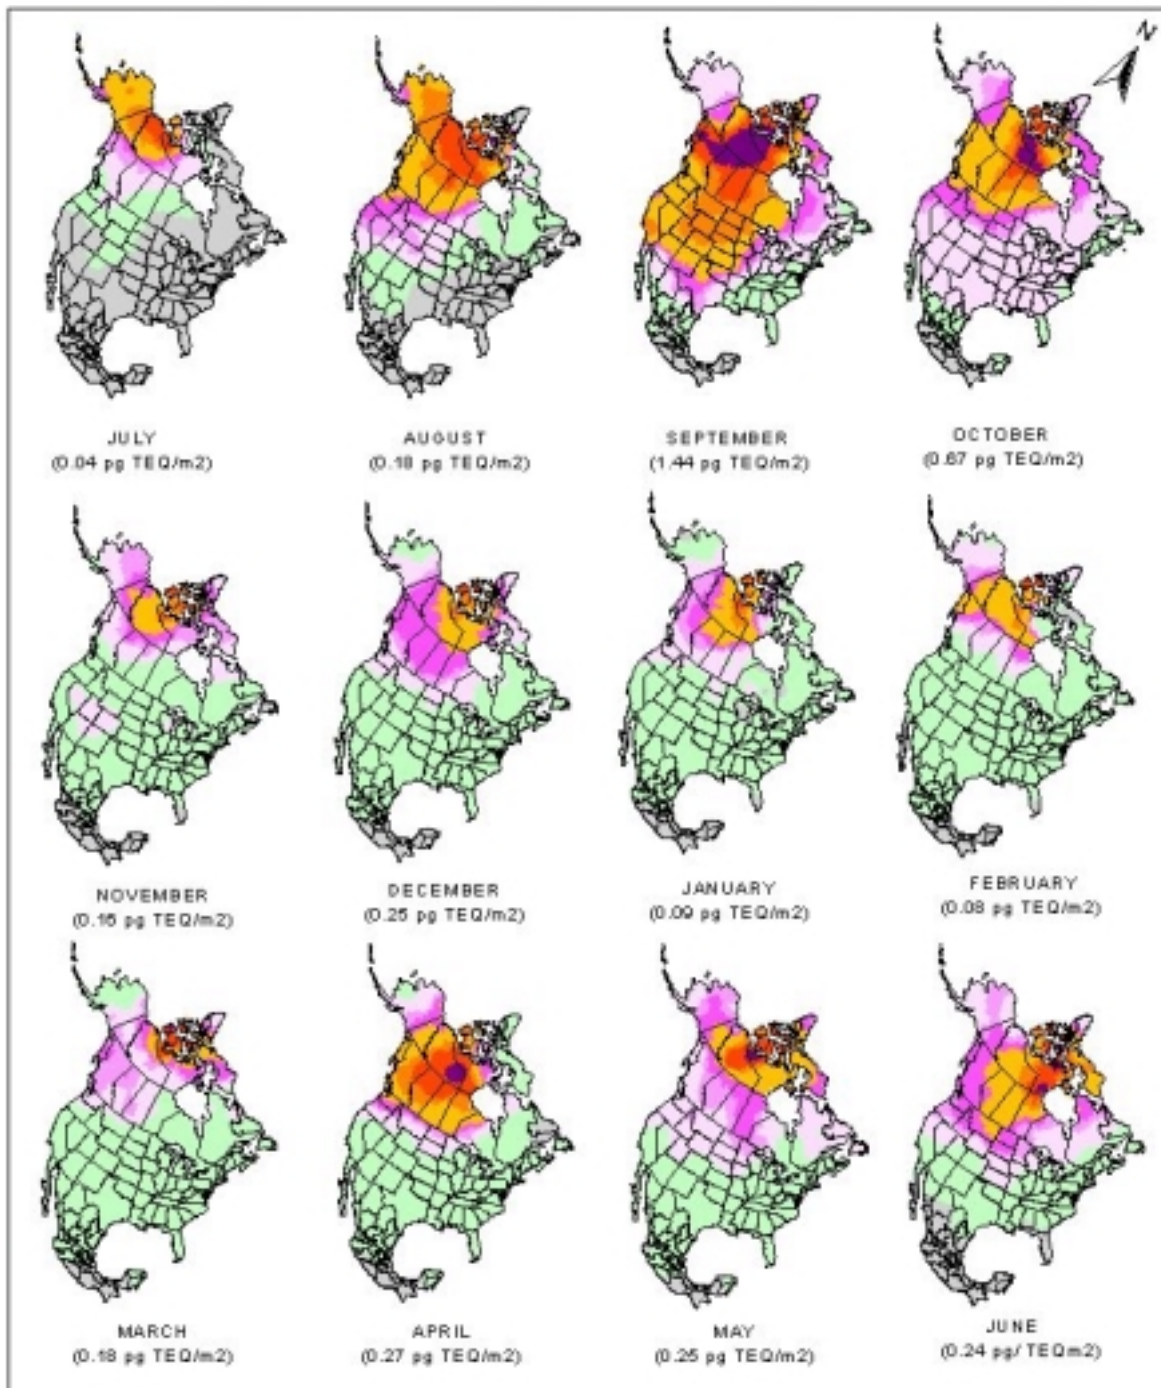 N
JULY
(0.04 pg TEQ/m2)
AUGUST
(0.18 pg TEQ/m2)
SEPTEMBER
(1.44 pg TEQ/m2)
OCTOBER
(0.67 pg TEQ/m2)
NOVEMBER
(0.16 pg TEQ/m2)
DECEMBER
(0.25 pg TEQ/m2)
JANUARY
(0.09 pg TEQ/m2)
FEBRUARY
(0.08 pg TEQ/m2)
MARCH
(0.18 pg TEQ/m2)
APRIL
(0.27 pg TEQ/m2)
MAY
(0.25 pg TEQ/m2)
JUNE
(0.24 pg/ TEQm2)